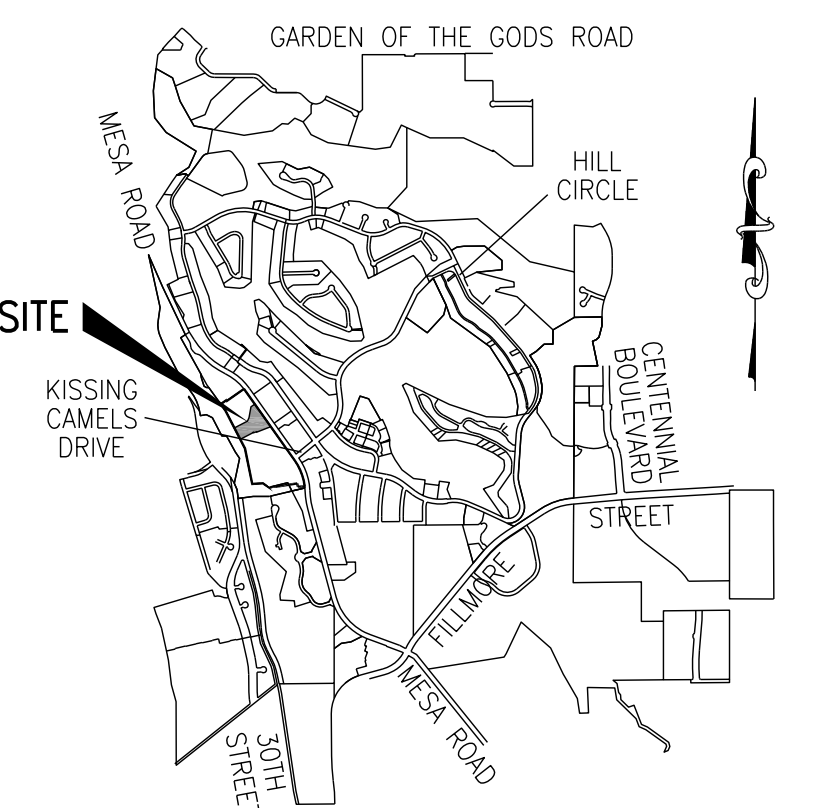 GARDEN OF THE GODS ROAD
MESA ROAD
HILL
CIRCLE
SITE
KISSING
CAMELS
DRIVE
CENTENNIAL
BOULEVARD
STREET
FILLMORE
MESA ROAD
30TH
STREET